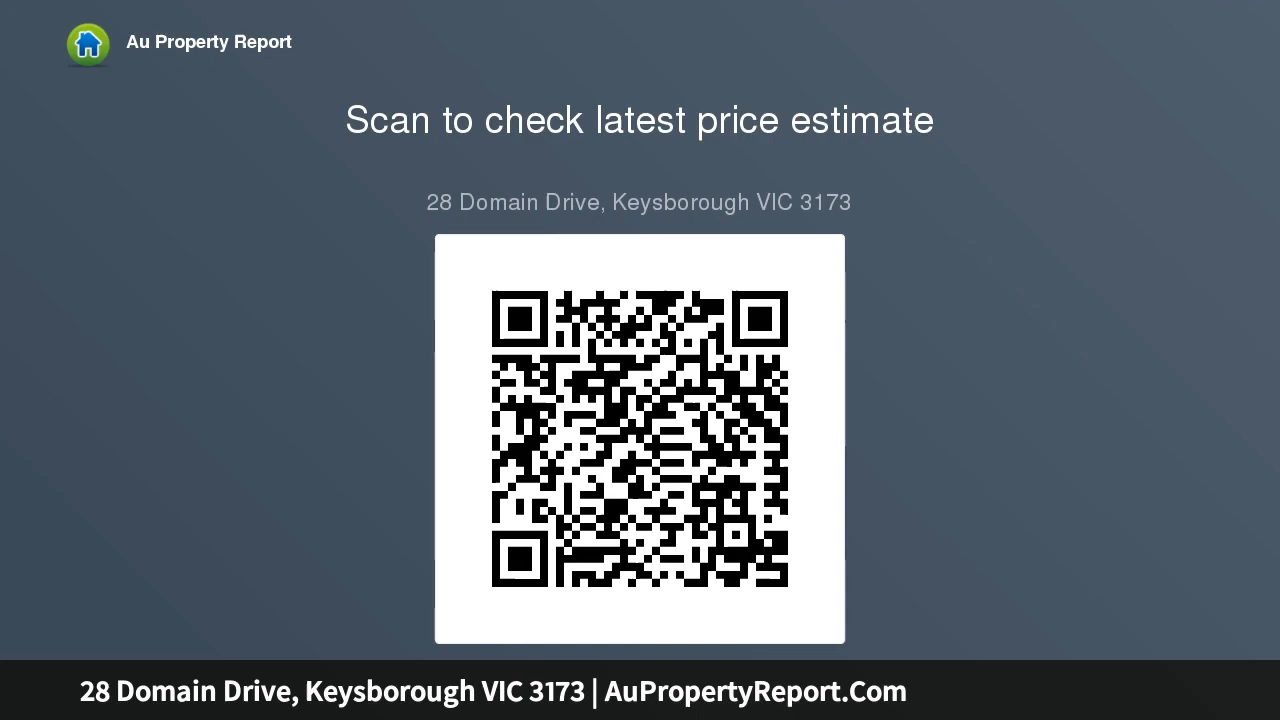 Au Property Report
Scan to check latest price estimate
28 Domain Drive, Keysborough VIC 3173
28 Domain Drive, Keysborough VIC 3173 | AuPropertyReport.Com